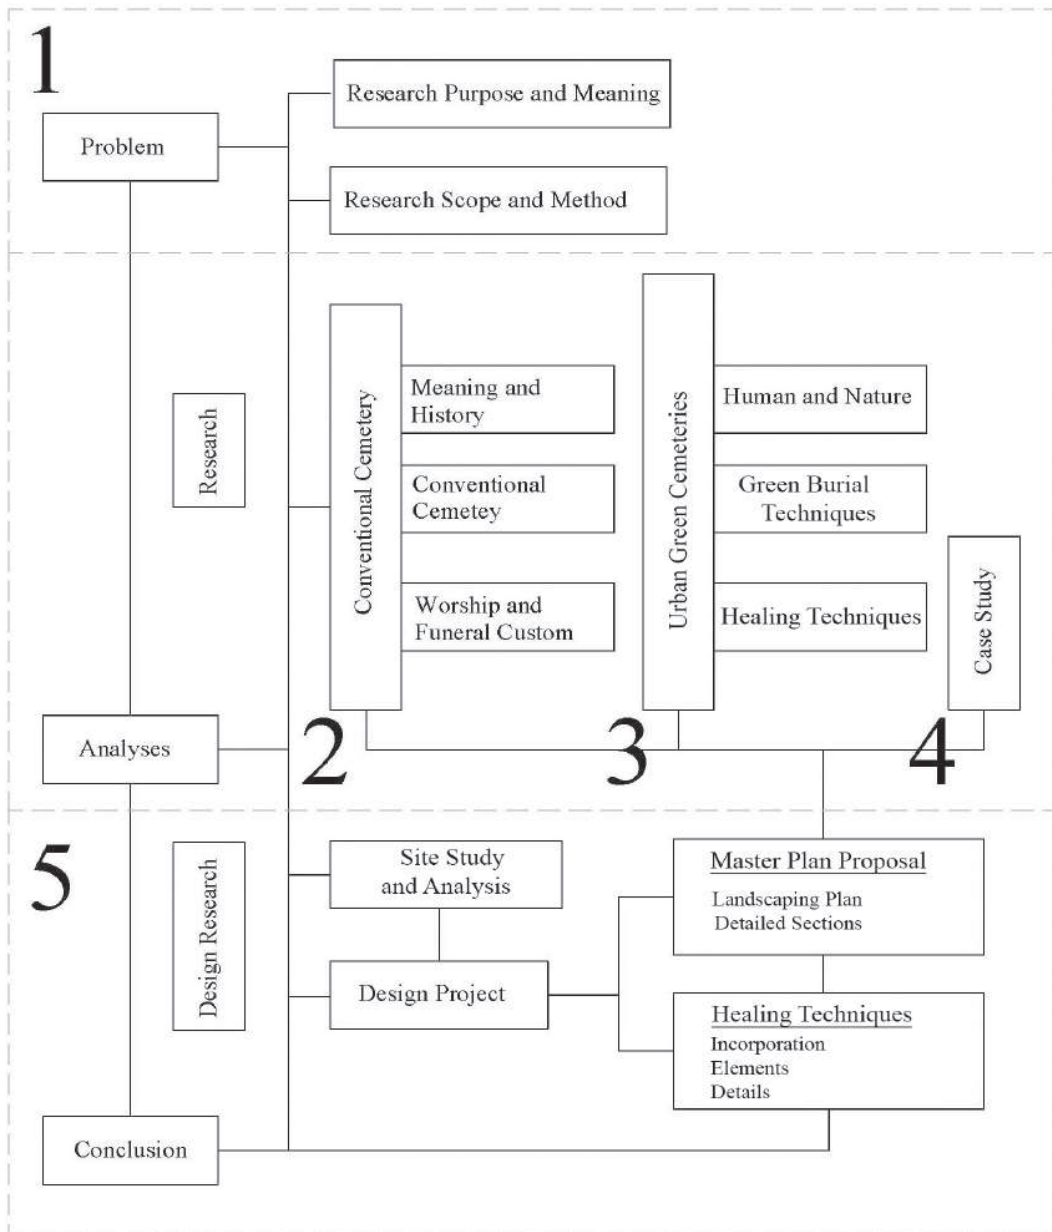 1
Problem
Research Purpose and Meaning
Research Scope and Method
Research
Conventional Cemetery
Meaning and
History
Conventional
Cemetey
Worship and
Funeral Custom
Urban Green Cemeteries
Human and Nature
Green Burial
Techniques
Healing Techniques
Case Study
Analyses
2
3
4
5
Design Research
Site Study
and Analysis
Design Project
Master Plan Proposal
Landscaping Plan
Detailed Sections
Healing Techniques
Incorporation
Elements
Details
Conclusion